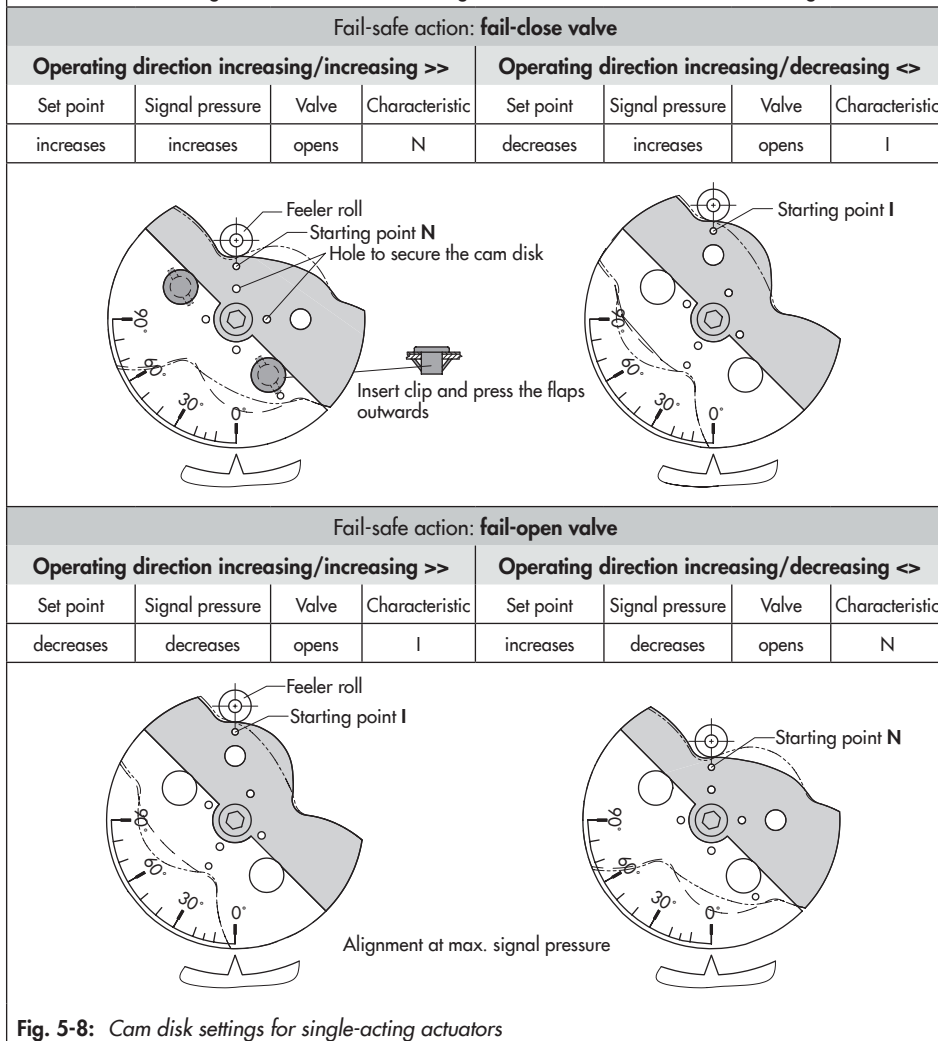 Fail-safe action: fail-close valve
Operating direction increasing/increasing >> Operating direction increasing/decreasing <>
Set point Signal pressure Valve Characteristic Set point Signal pressure Valve Characteristic
increases increases opens N decreases increases opens I
Feeler roll
Starting point N
Hole to secure the cam disk
Starting point I
90°
60°
30°
0°
Insert clip and press the flaps
outwards
90°
60°
30°
0°
Fail-safe action: fail-open valve
Operating direction increasing/increasing >> Operating direction increasing/decreasing <>
Set point Signal pressure Valve Characteristic Set point Signal pressure Valve Characteristic
decreases decreases opens I increases decreases opens N
Feeler roll
Starting point I
Starting point N
90°
60°
30°
0°
90°
60°
30°
0°
Alignment at max. signal pressure
Fig. 5-8: Cam disk settings for single-acting actuators